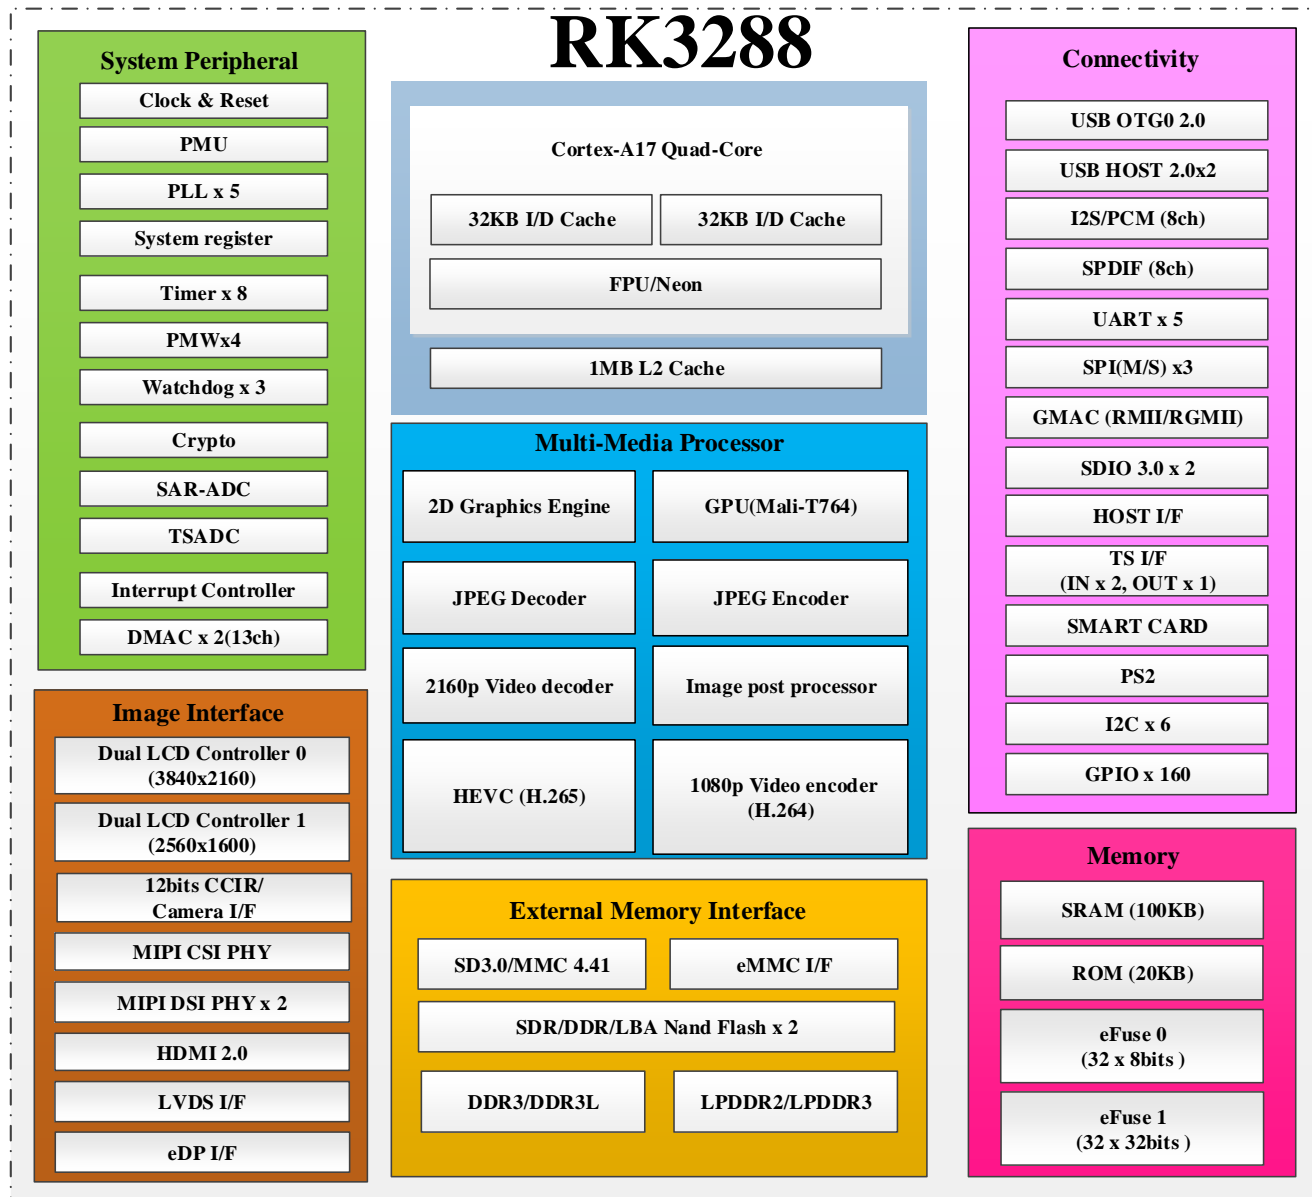 RK3288
System Peripheral
Clock & Reset
PMU
PLL x 5
System register
Timer x 8
PMWx4
Watchdog x 3
Crypto
SAR-ADC
TSADC
Interrupt Controller
DMAC x 2(13ch)
Image Interface
Dual LCD Controller 0
(3840x2160)
Dual LCD Controller 1
(2560x1600)
12bits CCIR/
Camera I/F
MIPI CSI PHY
MIPI DSI PHY x 2
HDMI 2.0
LVDS I/F
eDP I/F
Cortex-A17 Quad-Core
32KB I/D Cache
32KB I/D Cache
FPU/Neon
1MB L2 Cache
Multi-Media Processor
2D Graphics Engine
GPU(Mali-T764)
JPEG Decoder
JPEG Encoder
2160p Video decoder
Image post processor
HEVC (H.265)
1080p Video encoder
(H.264)
External Memory Interface
SD3.0/MMC 4.41
eMMC I/F
SDR/DDR/LBA Nand Flash x 2
DDR3/DDR3L
LPDDR2/LPDDR3
Connectivity
USB OTG0 2.0
USB HOST 2.0x2
I2S/PCM (8ch)
SPDIF (8ch)
UART x 5
SPI(M/S) x3
GMAC (RMII/RGMII)
SDIO 3.0 x 2
HOST I/F
TS I/F
(IN x 2, OUT x 1)
SMART CARD
PS2
I2C x 6
GPIO x 160
Memory
SRAM (100KB)
ROM (20KB)
eFuse 0
(32 x 8bits )
eFuse 1
(32 x 32bits )